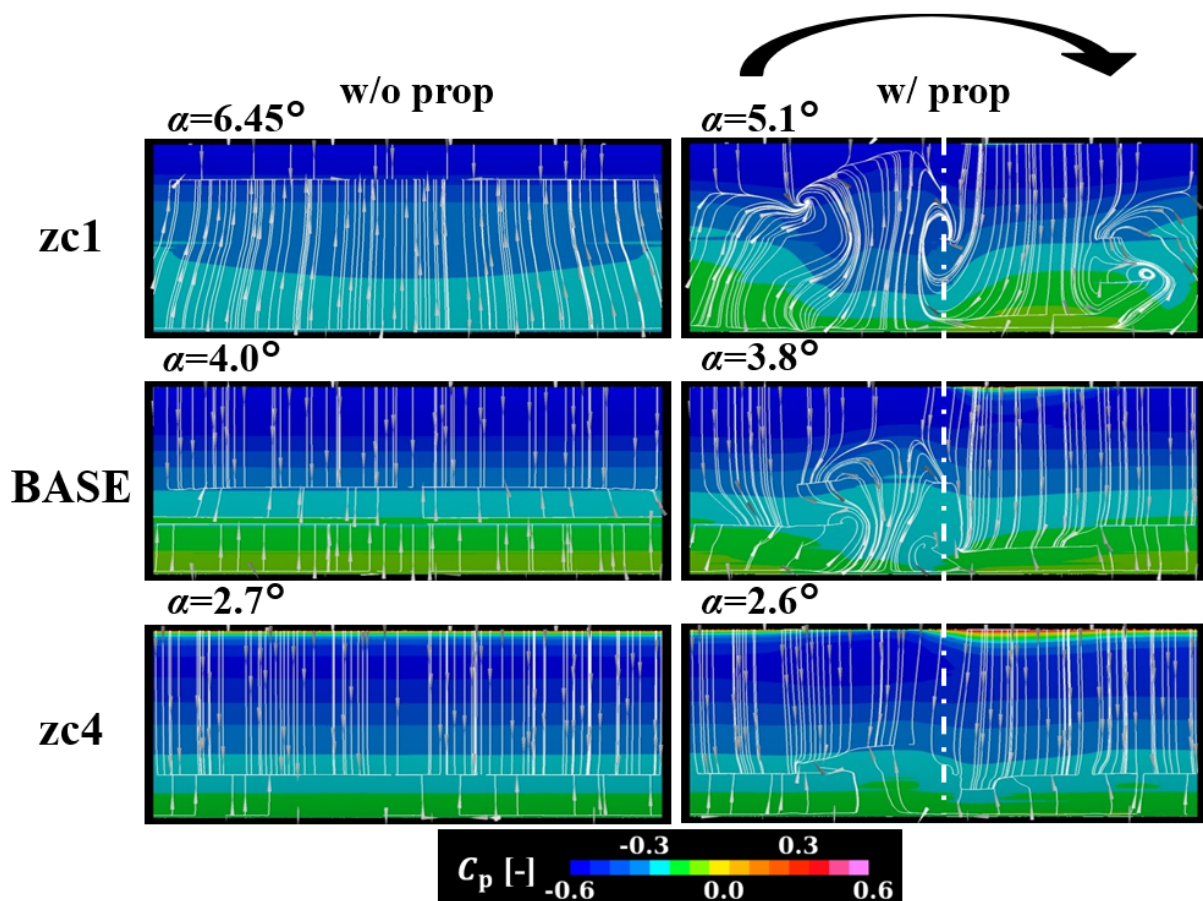 w/o prop
w/ prop
α=6.45°
α=5.1°
zc1
α=4.0°
α=3.8°
BASE
α=2.7°
α=2.6°
zc4
Cp [-]
-0.3 0.3
-0.6 0.0 0.6